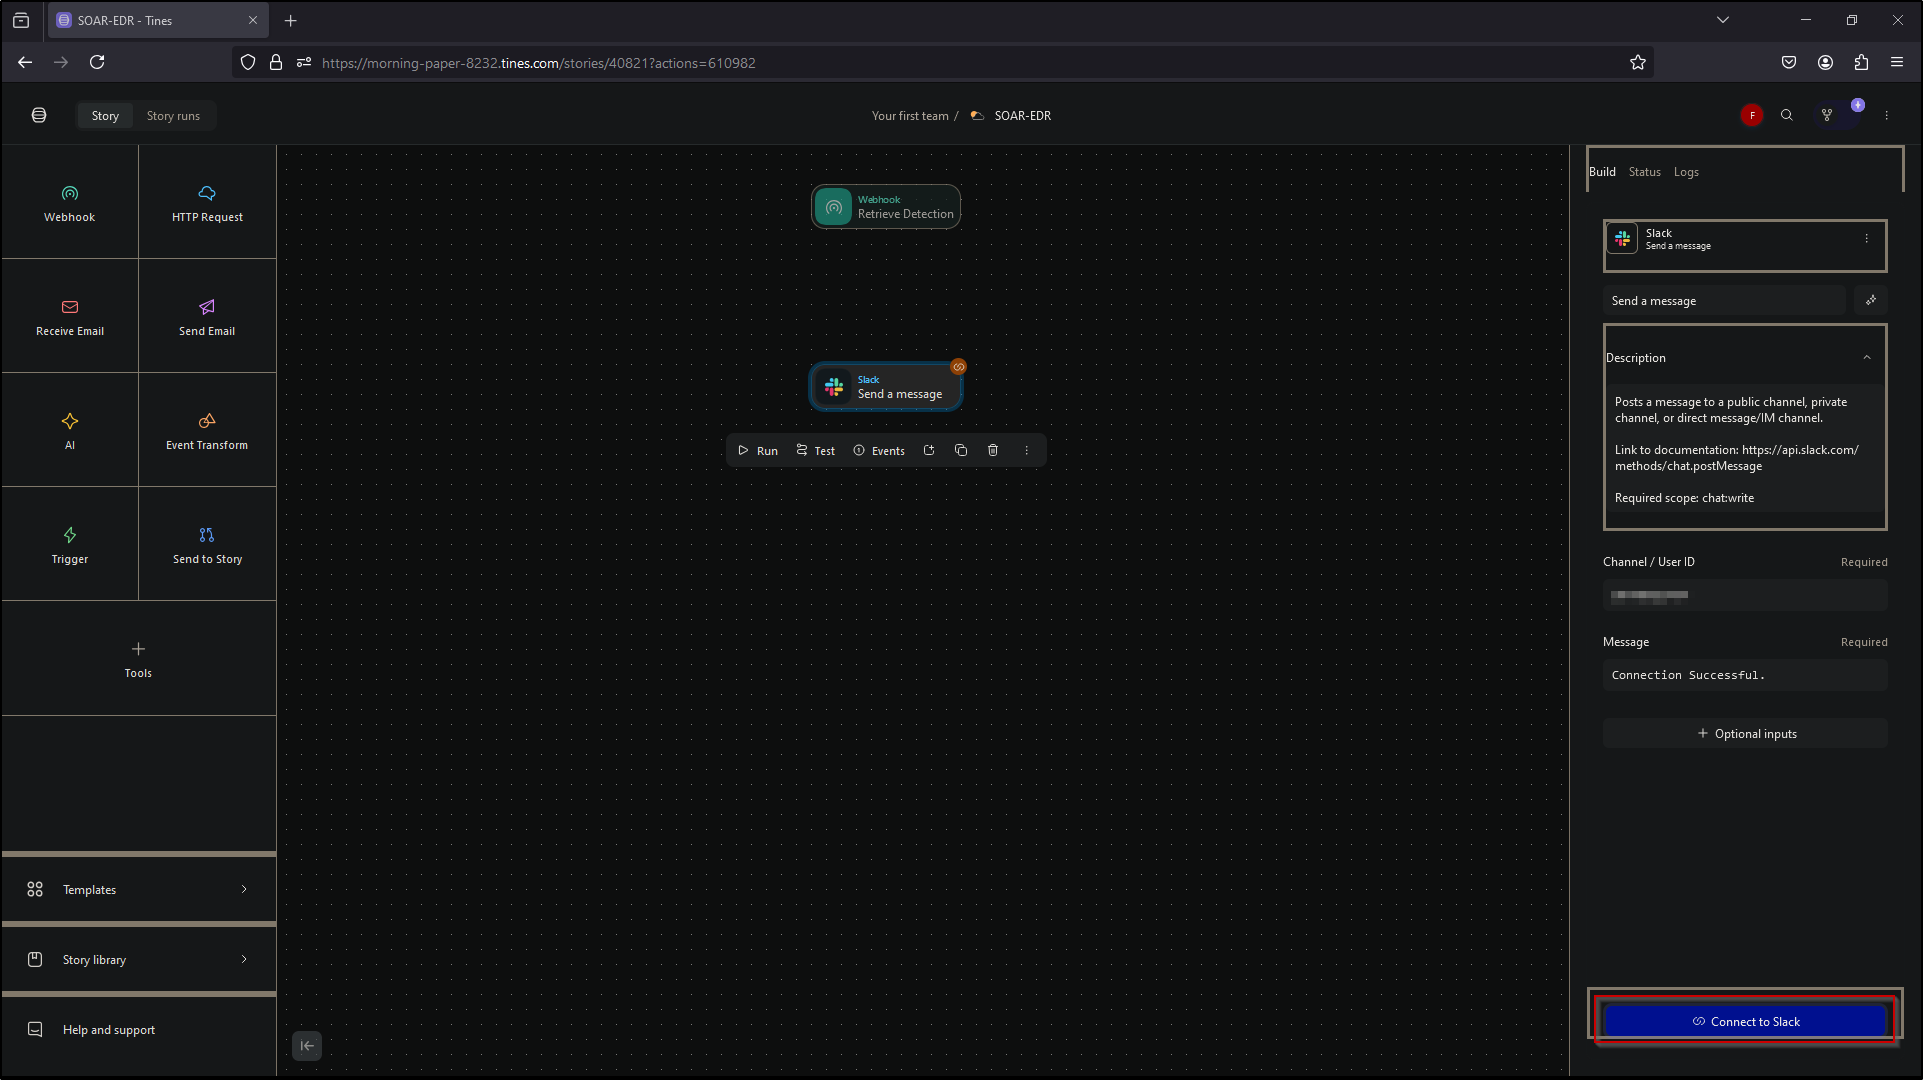 SOAR-EDR - Tines
https://morning-paper-8232.tines.com/stories/40821?actions=610982
Story
Story runs
Your first team /
SOAR-EDR
F
Webhook
HTTP Request
Receive Email
Send Email
AI
Event Transform
Trigger
Send to Story
Tools
Templates
Story library
Help and support
Webhook
Retrieve Detection
Slack
Send a message
Run
Test
Events
Build
Status
Logs
Slack
Send a message
Send a message
Description
Posts a message to a public channel, private
channel, or direct message/IM channel.
Link to documentation: https://api.slack.com/
methods/chat.postMessage
Required scope: chat:write
Channel / User ID
Required
Message
Required
Connection Successful.
Optional inputs
Connect to Slack